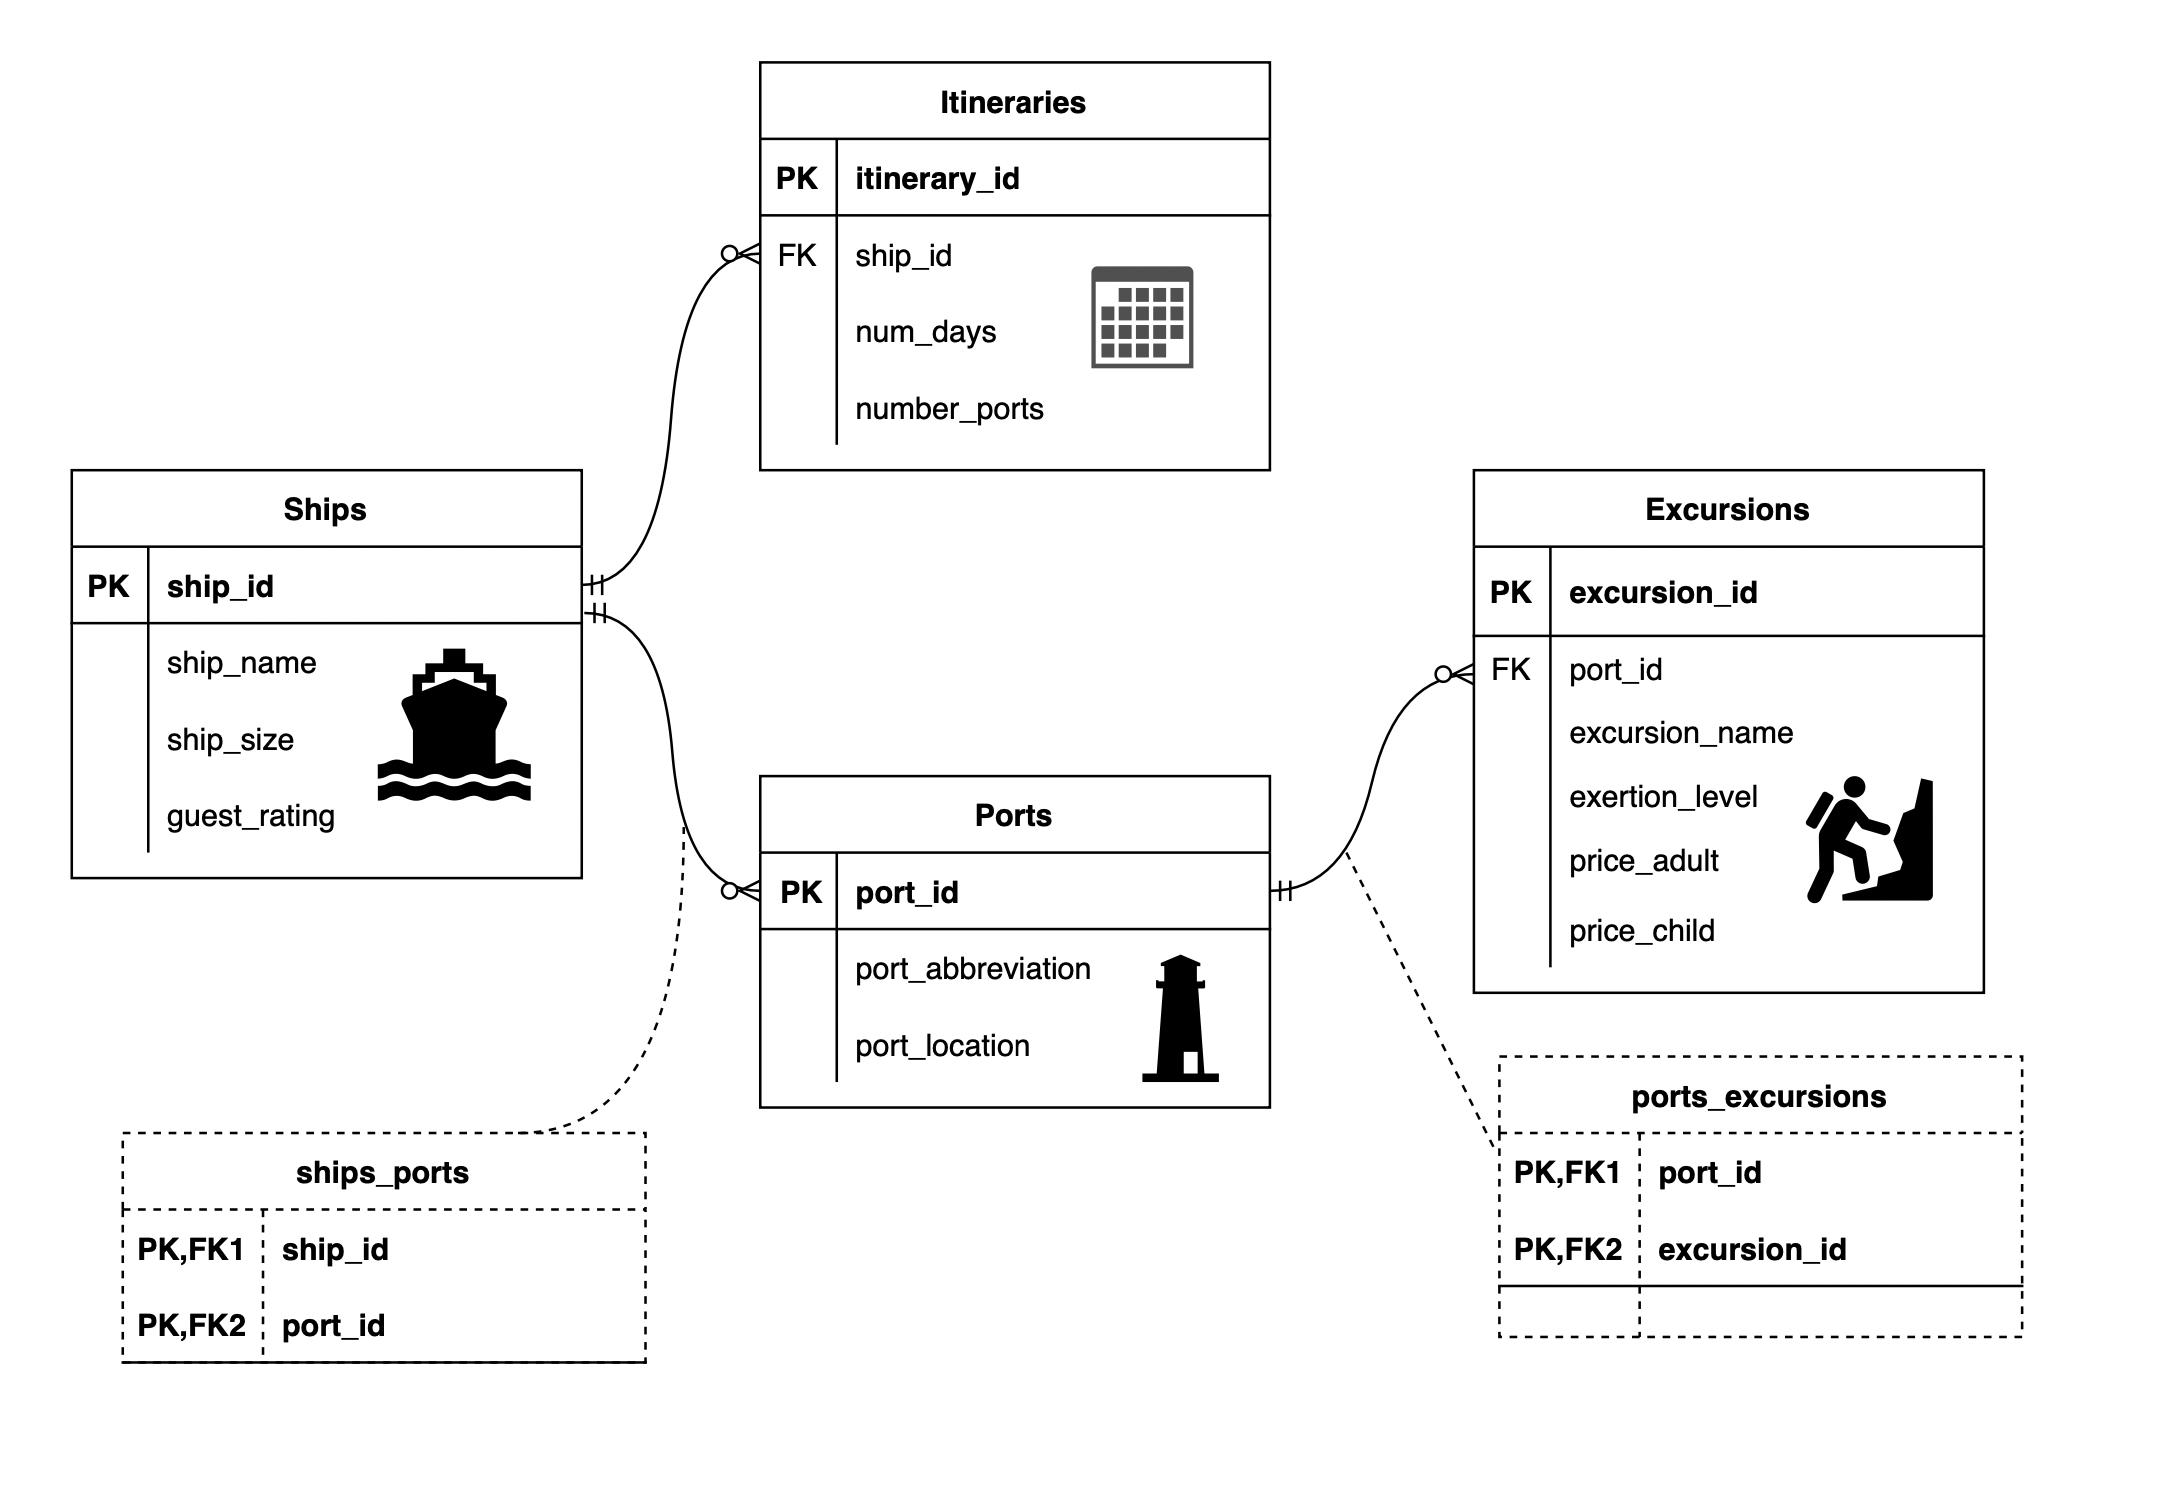 Itineraries
PK itinerary_id
FK ship_id
num_days
number_ports
Ships
PK ship_id
ship_name
ship_size
guest_rating
Excursions
PK excursion_id
FK port_id
excursion_name
exertion_level
price_adult
price_child
Ports
PK port_id
port_abbreviation
port_location
ships_ports
PK,FK1 ship_id
PK,FK2 port_id
ports_excursions
PK,FK1 port_id
PK,FK2 excursion_id